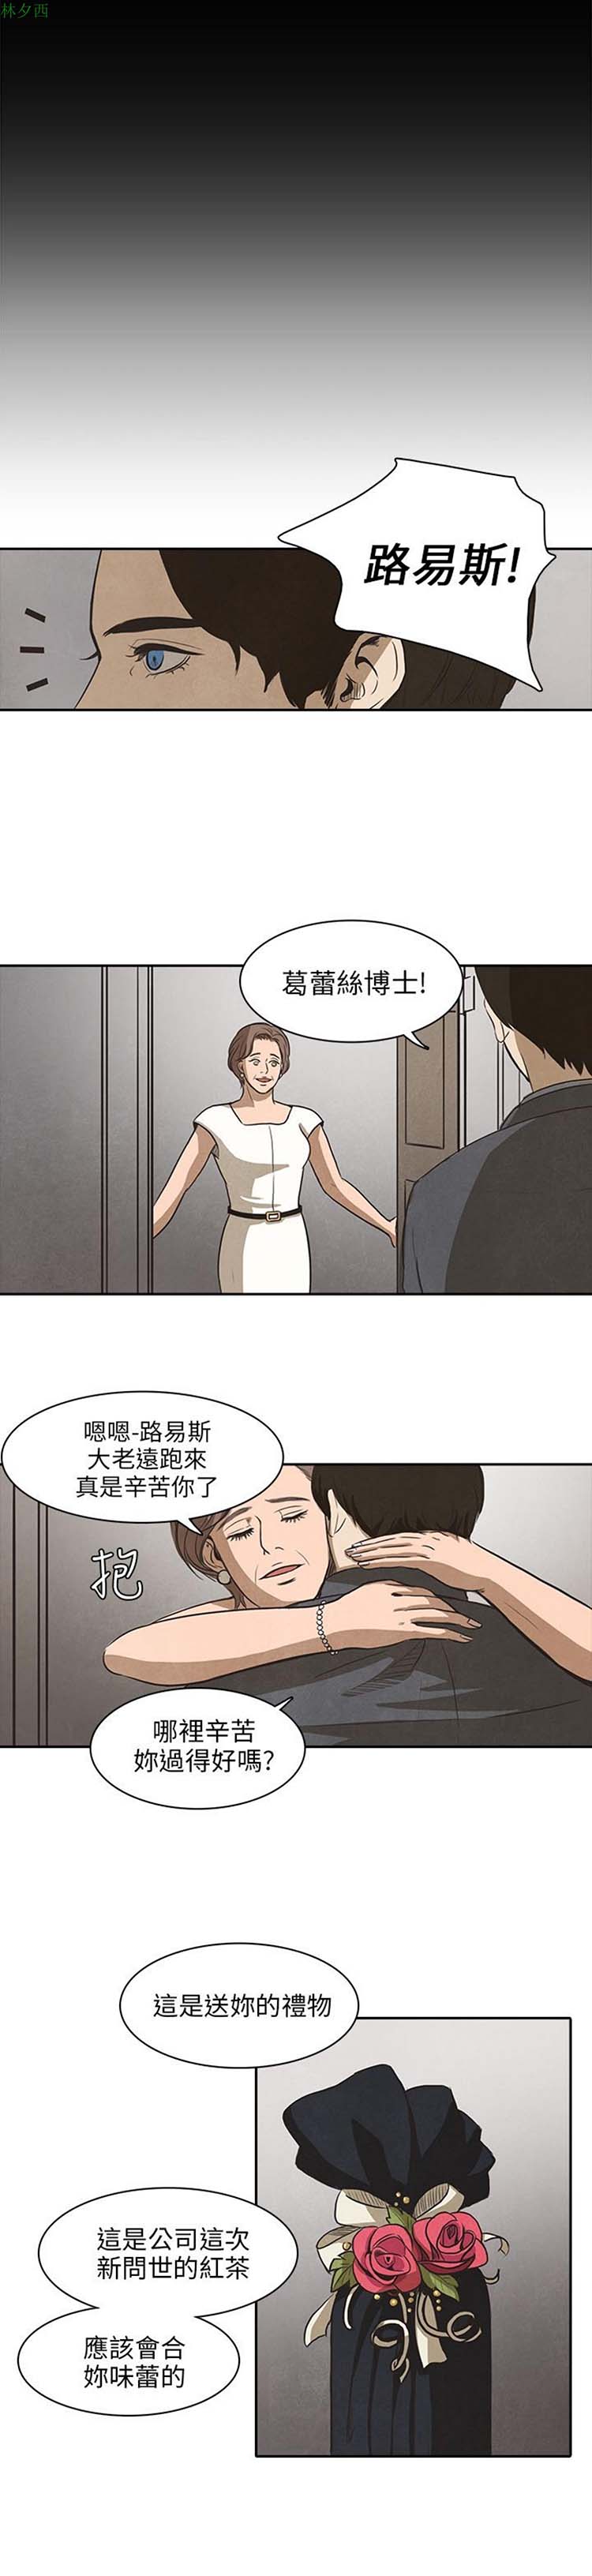 林夕西
路易斯!
葛蕾絲博士!
嗯嗯-路易斯
大老遠跑來
真是辛苦你了
抱
哪裡辛苦
妳過得好嗎?
這是送妳的禮物
這是公司這次
新問世的紅茶
應該會合
妳味蕾的